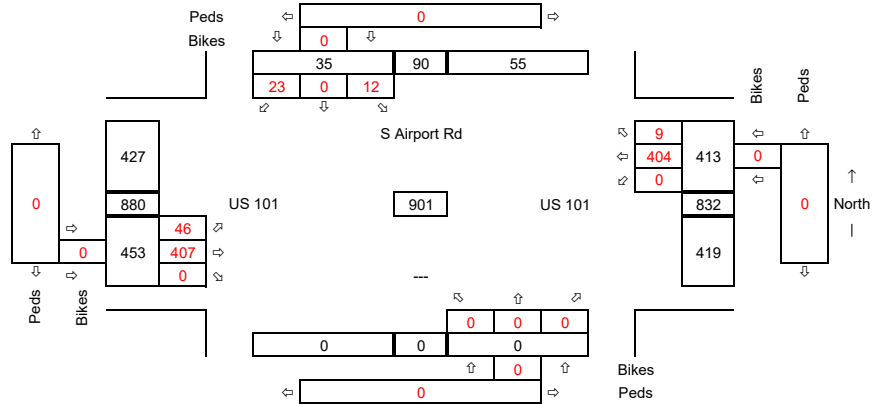 Peds 0
Bikes 0
35 90 55
23 0 12
S Airport Rd
Bikes Peds
427 9
404 413 0
0 880 US 101 901 US 101 0 832 0 North
46
0 453 407 419
0 ---
Peds Bikes
0 0 0
0 0 0
0 Bikes
0 Peds